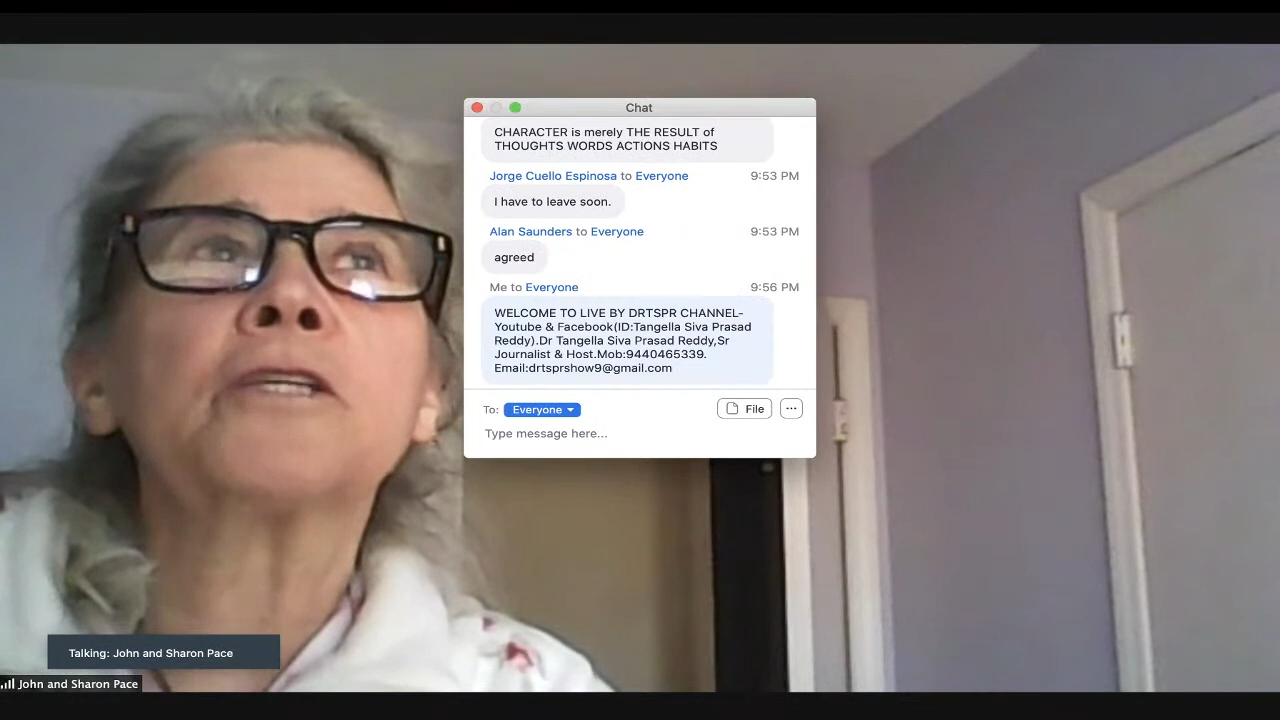 Chat
CHARACTER is merely THE RESULT of
THOUGHTS WORDS ACTIONS HABITS
Jorge Cuello Espinosa to Everyone 9:53 PM
I have to leave soon.
Alan Saunders to Everyone 9:53 PM
agreed
Me to Everyone 9:56 PM
WELCOME TO LIVE BY DRTSPR CHANNEL-
Youtube & Facebook(ID:Tangella Siva Prasad
Reddy).Dr Tangella Siva Prasad Reddy,Sr
Journalist & Host.Mob:9440465339.
Email:drtsprshow9@gmail.com
To: Everyone File
Type message here...
Talking: John and Sharon Pace
John and Sharon Pace